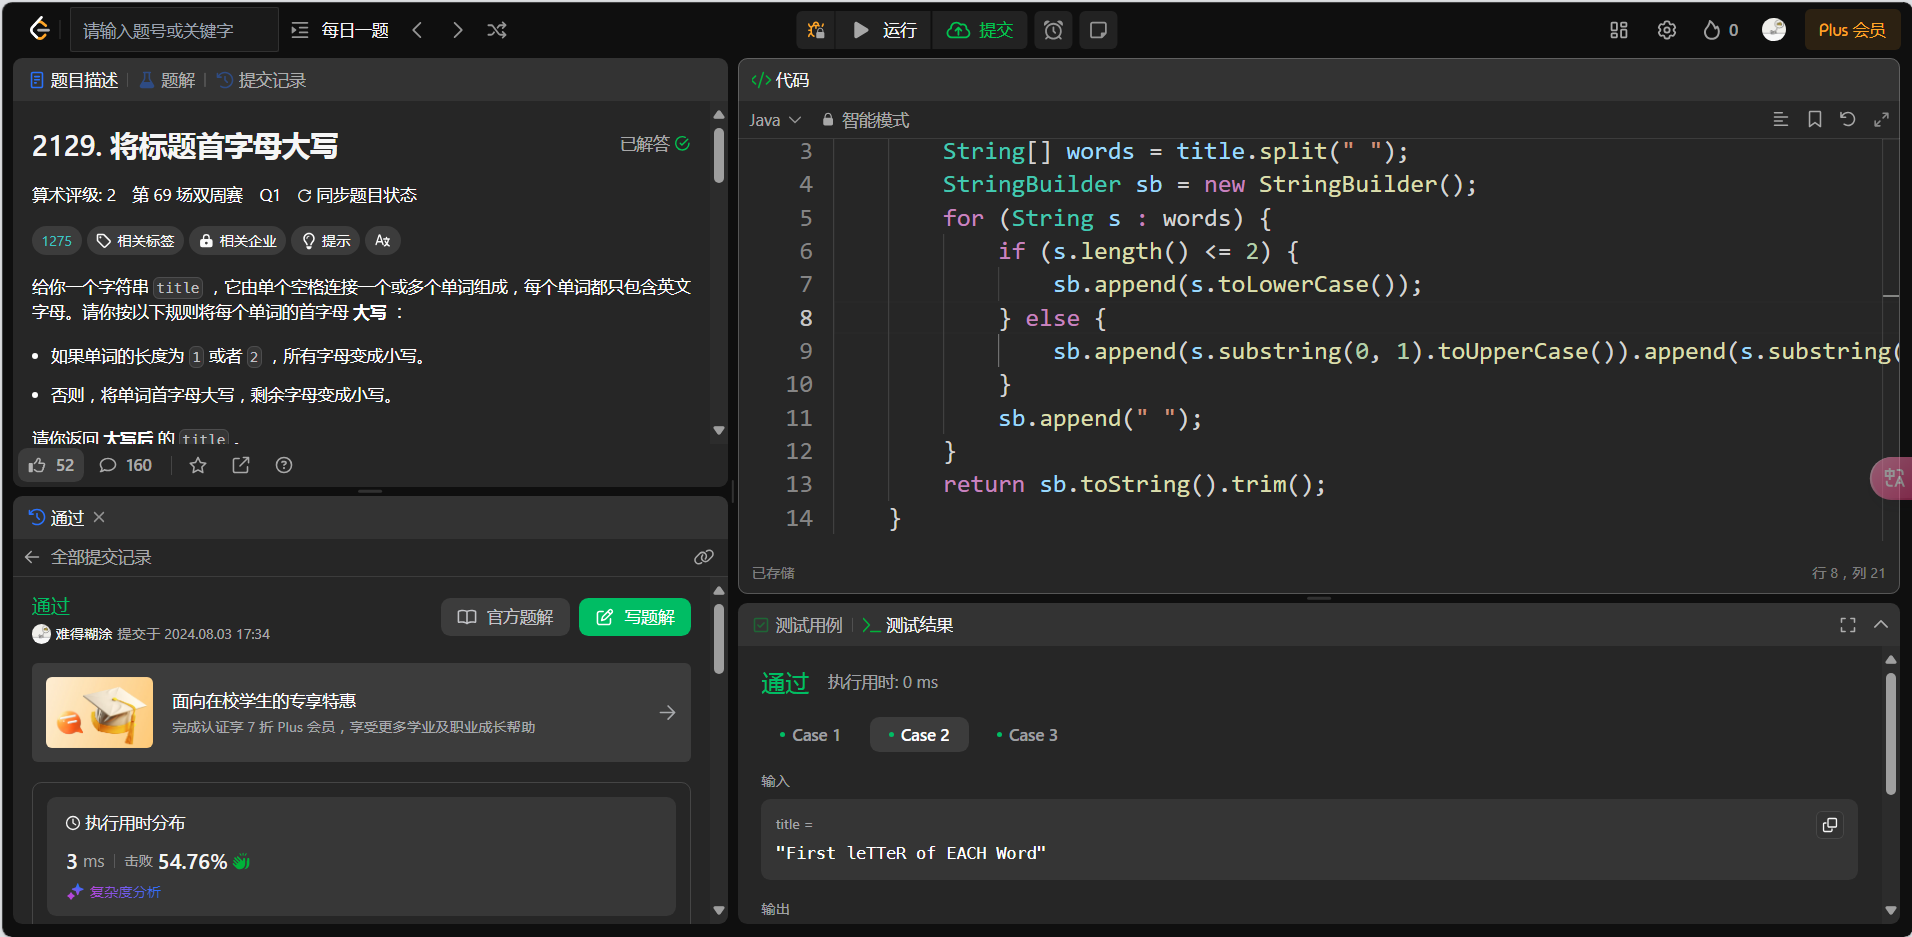 请输入题号或关键字
每日一题
运行
提交
0
Plus 会员
题目描述
题解
提交记录
2129. 将标题首字母大写
已解答
算术评级: 2 第 69 场双周赛 Q1 同步题目状态
1275 相关标签 相关企业 提示
给你一个字符串 title ，它由单个空格连接一个或多个单词组成，每个单词都只包含英文
字母。请你按以下规则将每个单词的首字母 大写 ：
• 如果单词的长度为 1 或者 2 ，所有字母变成小写。
• 否则，将单词首字母大写，剩余字母变成小写。
请你返回 大写后 的 title 。
52 160
通过
全部提交记录
通过
难得糊涂 提交于 2024.08.03 17:34
官方题解
写题解
面向在校学生的专享特惠
完成认证享 7 折 Plus 会员，享受更多学业及职业成长帮助
执行用时分布
3 ms 击败 54.76%
复杂度分析
</> 代码
Java 智能模式
3 String[] words = title.split(" ");
4 StringBuilder sb = new StringBuilder();
5 for (String s : words) {
6 if (s.length() <= 2) {
7 sb.append(s.toLowerCase());
8 } else {
9 sb.append(s.substring(0, 1).toUpperCase()).append(s.substring(
10 }
11 sb.append(" ");
12 }
13 return sb.toString().trim();
14 }
已存储
行 8，列 21
测试用例
测试结果
通过 执行用时: 0 ms
• Case 1 • Case 2 • Case 3
输入
title =
"First leTTeR of EACH Word"
输出